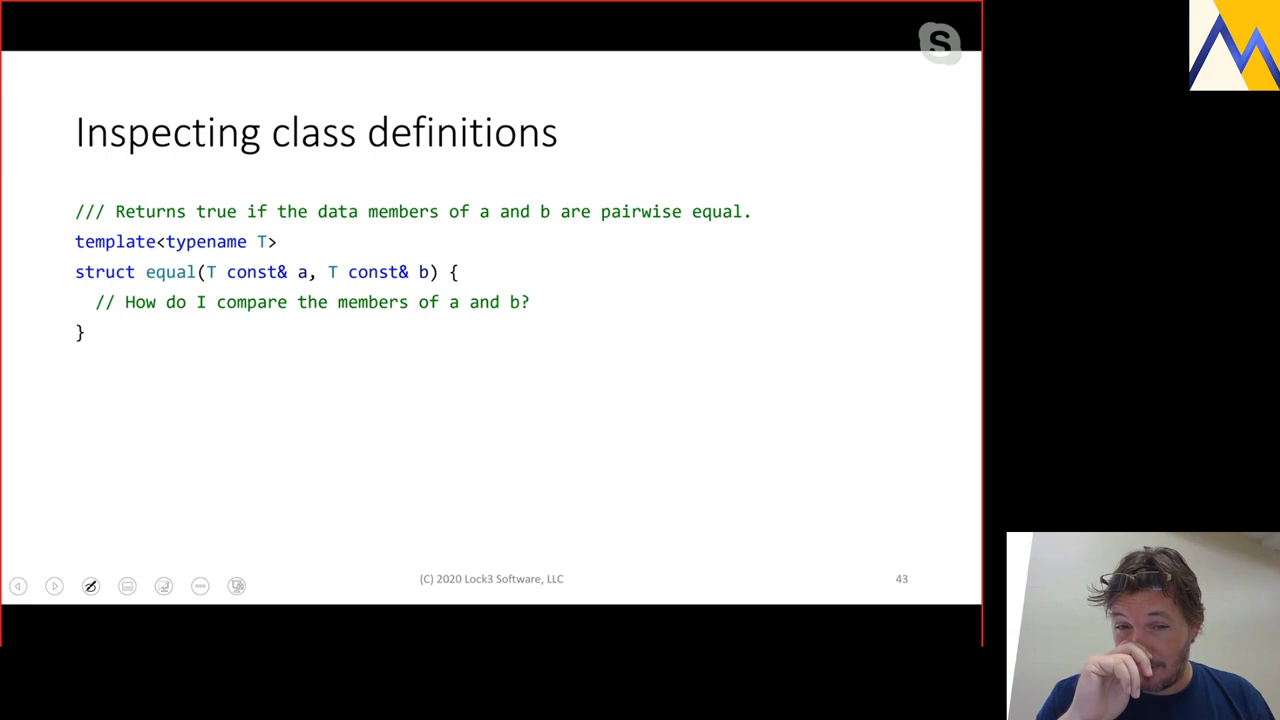 Inspecting class definitions
/// Returns true if the data members of a and b are pairwise equal.
template<typename T>
struct equal(T const& a, T const& b) {
// How do I compare the members of a and b?
}
(C) 2020 Lock3 Software, LLC
43
S